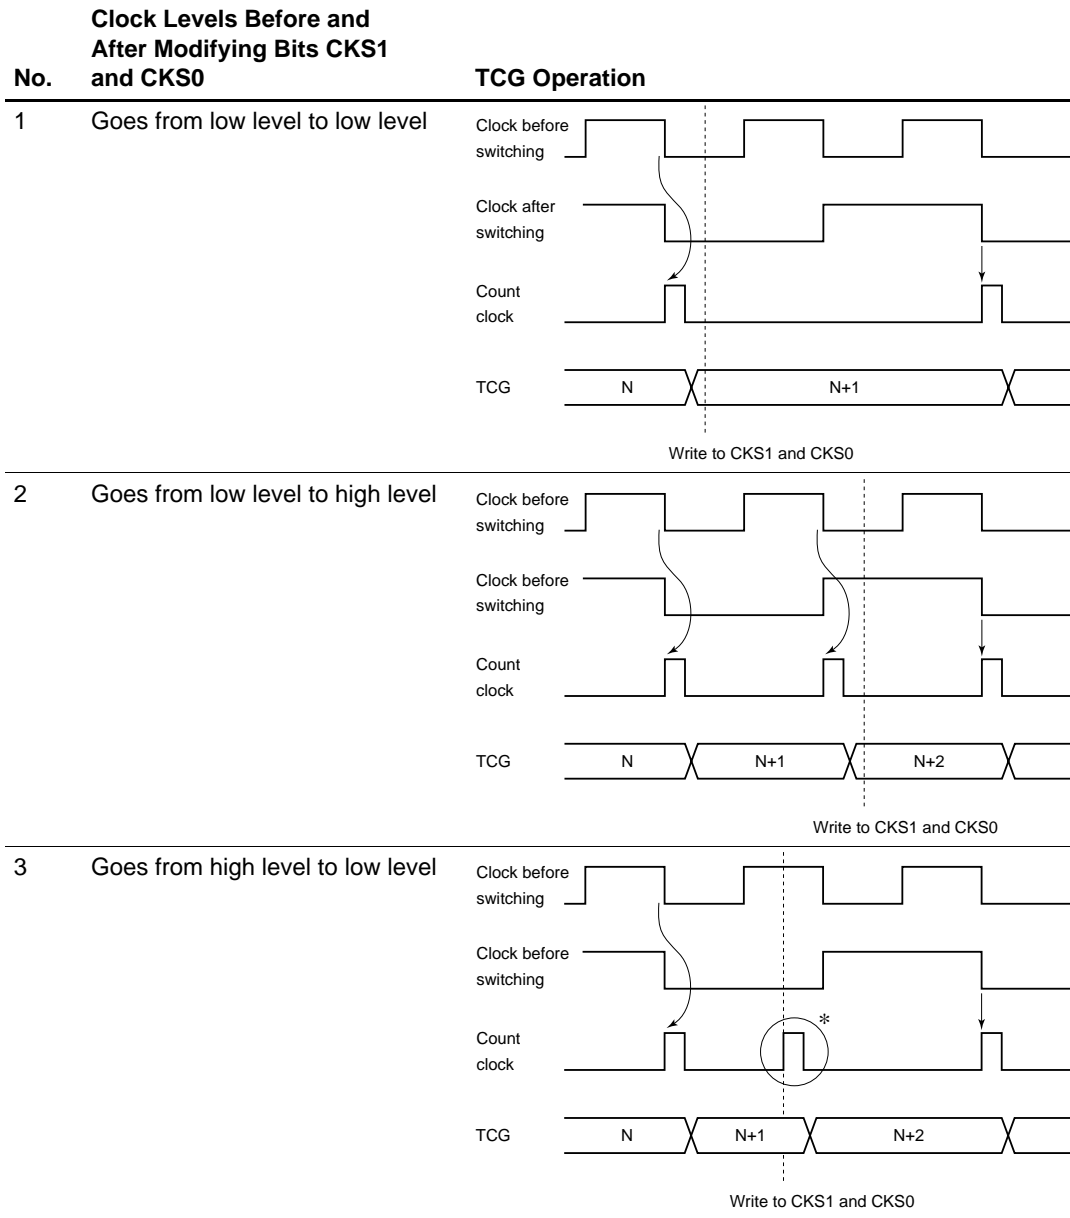 Clock Levels Before and
After Modifying Bits CKS1
No. and CKS0 TCG Operation
1 Goes from low level to low level
Clock before
switching
Clock after
switching
Count
clock
TCG N N+1
Write to CKS1 and CKS0
2 Goes from low level to high level
Clock before
switching
Clock before
switching
Count
clock
TCG N N+1 N+2
Write to CKS1 and CKS0
3 Goes from high level to low level
Clock before
switching
Clock before
switching
*
Count
clock
TCG N N+1 N+2
Write to CKS1 and CKS0